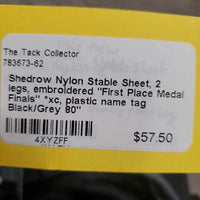 new
The Tack Collector
783673-62
Shedrow Nylon Stable Sheet, 2
legs, embroidered "First Place Medal
Finals" *xc, plastic name tag
Black/Grey 80"
$57.50
4XYZFF